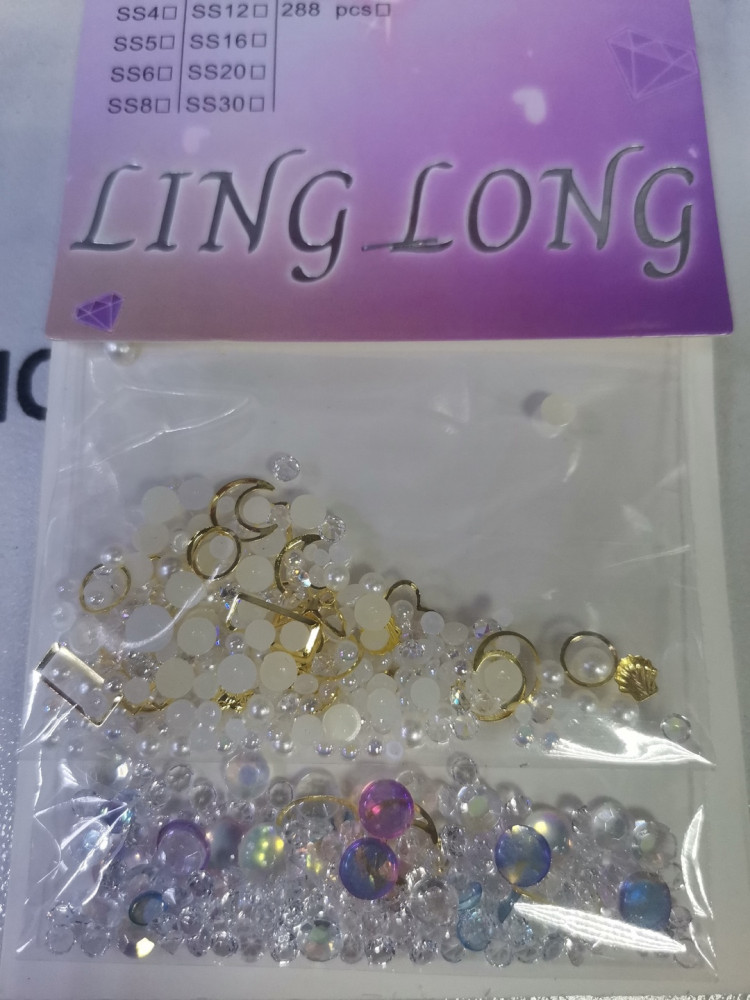 SS4□ SS12□ 288 pcs□
SS5□ SS16□
SS6□ SS20□
SS8□ SS30□
LING LONG